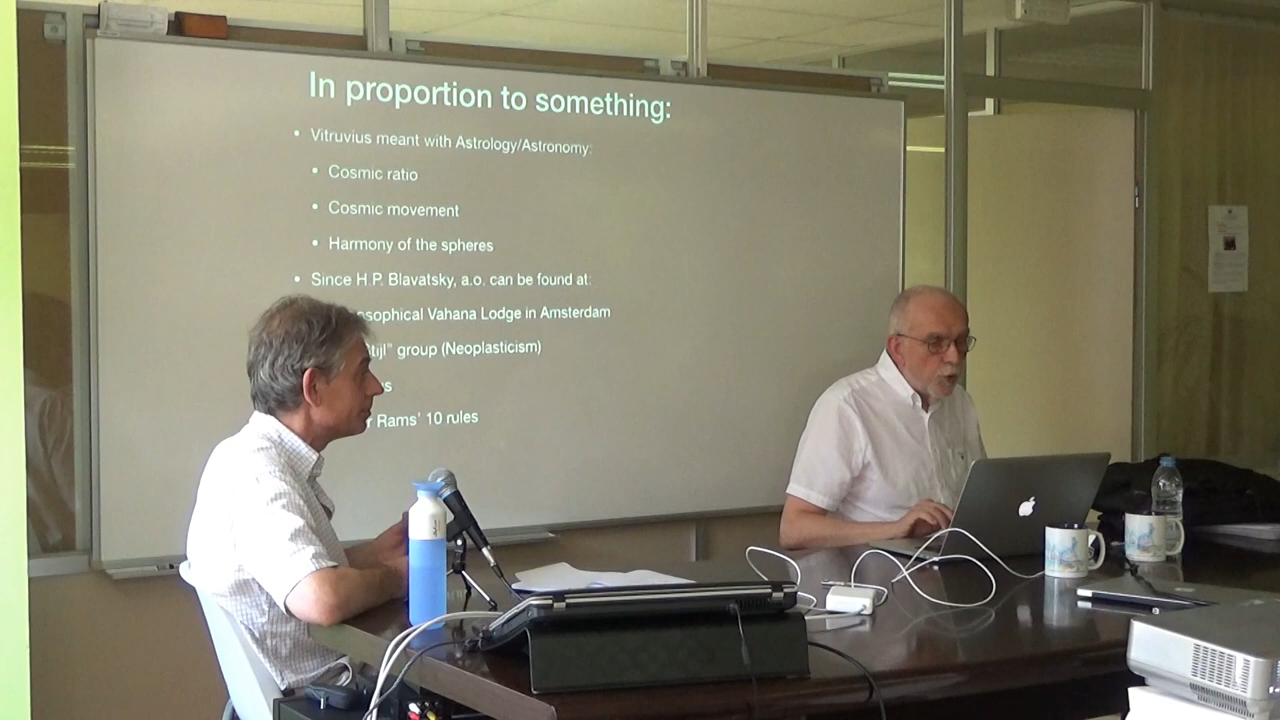 In proportion to something:
• Vitruvius meant with Astrology/Astronomy:
• Cosmic ratio
• Cosmic movement
• Harmony of the spheres
• Since H.P. Blavatsky, a.o. can be found at:
osophical Vahana Lodge in Amsterdam
Stijl" group (Neoplasticism)
s
r Rams' 10 rules